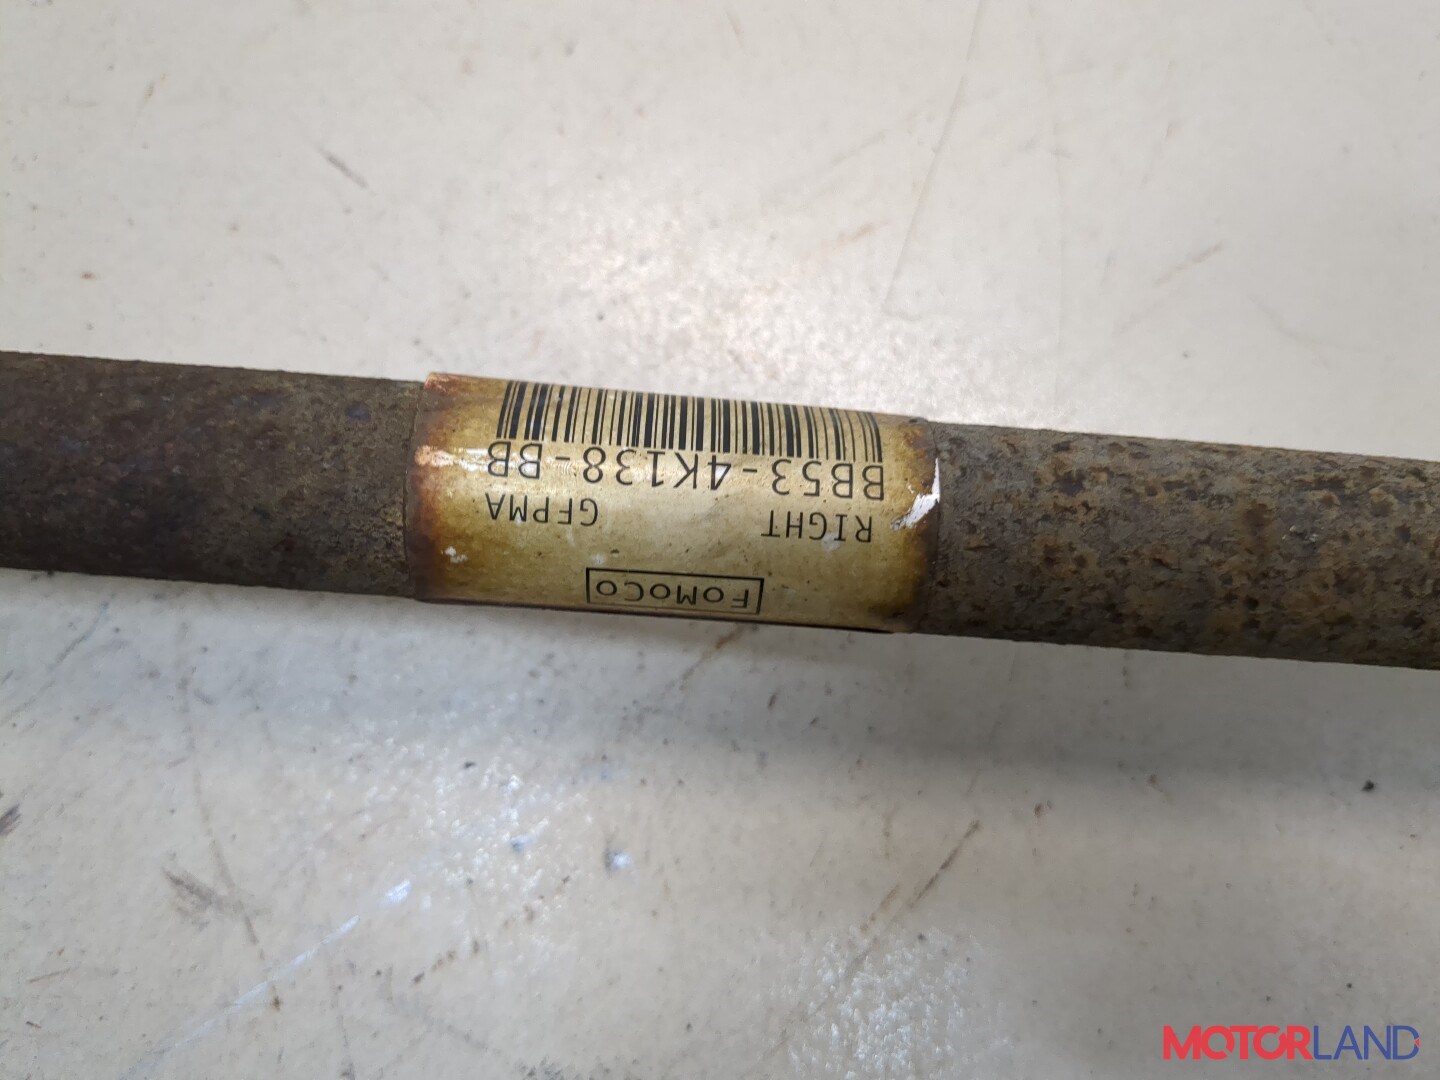 FoMoCo
RIGHT GFPMA
BB53-4K138-BB
MOTORLAND